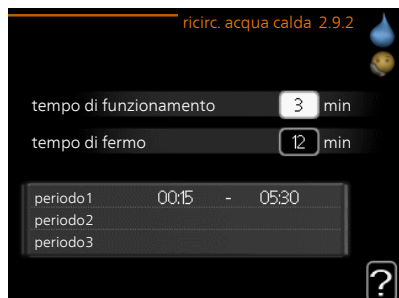 ricirc. acqua calda 2.9.2
tempo di funzionamento 3 min
tempo di fermo 12 min
periodo1 00:15 - 05:30
periodo2
periodo3
?